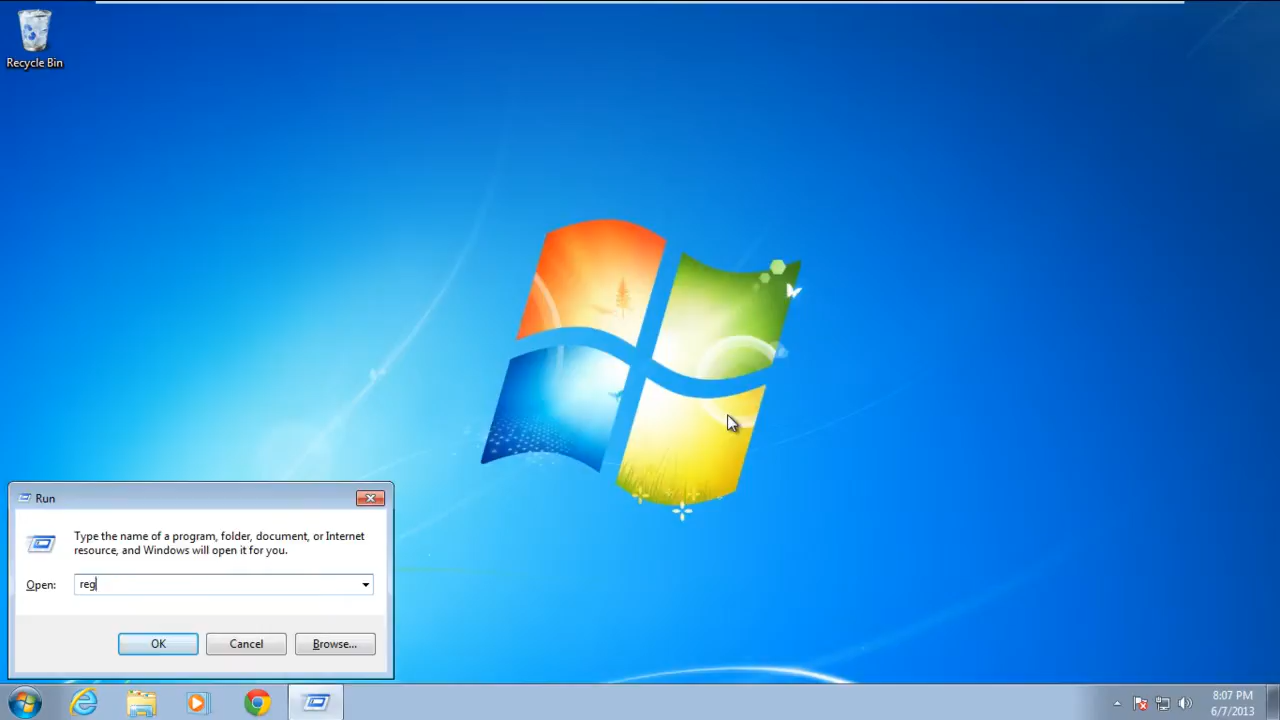 Recycle Bin
Run
Type the name of a program, folder, document, or Internet
resource, and Windows will open it for you.
Open: reg
OK Cancel Browse...
8:07 PM
6/7/2013